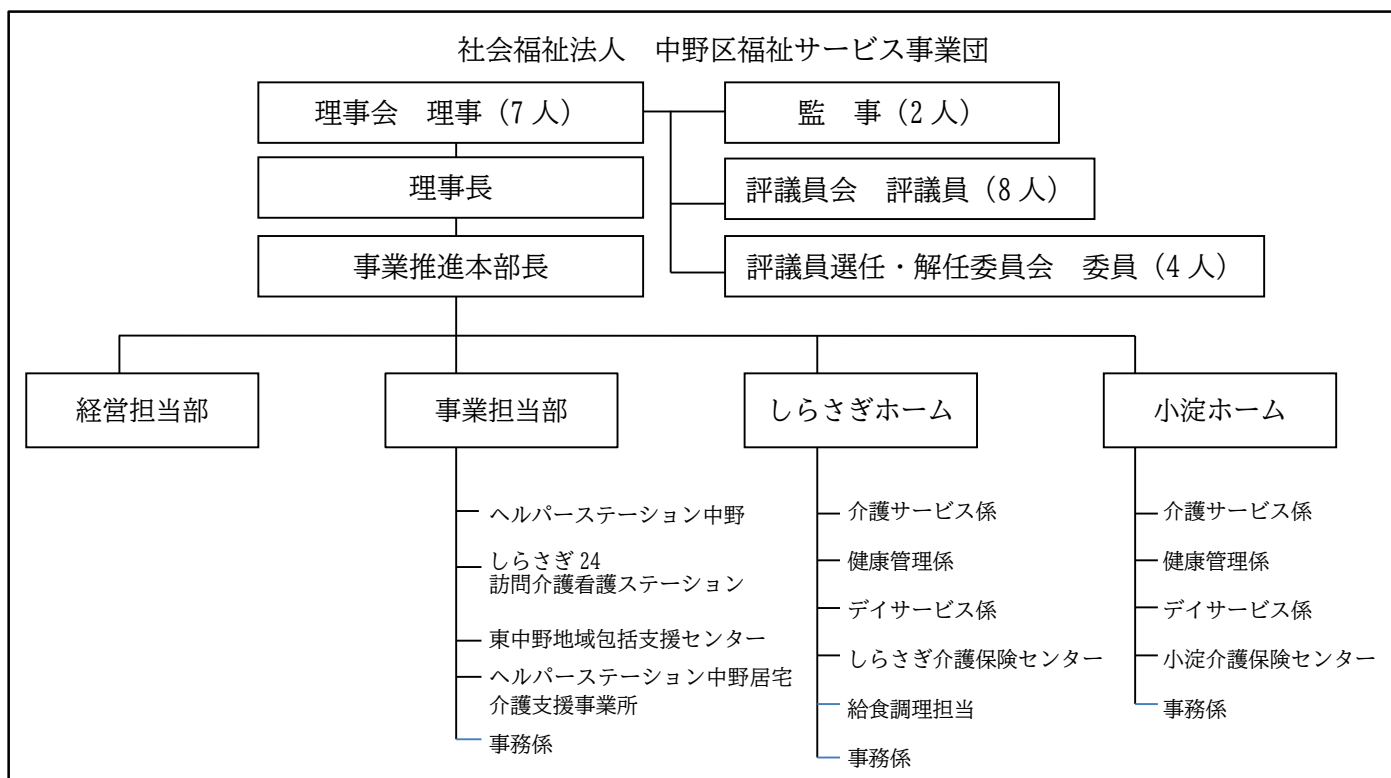 社会福祉法人　中野区福祉サービス事業団
理事会　理事（7 人）
監　事（2 人）
理事長
評議員会　評議員（8 人）
事業推進本部長
評議員選任・解任委員会　委員（4 人）
経営担当部
事業担当部
しらさぎホーム
小淀ホーム
ヘルパーステーション中野
しらさぎ 24
訪問介護看護ステーション
東中野地域包括支援センター
ヘルパーステーション中野居宅
介護支援事業所
事務係
介護サービス係
健康管理係
デイサービス係
しらさぎ介護保険センター
給食調理担当
事務係
介護サービス係
健康管理係
デイサービス係
小淀介護保険センター
事務係